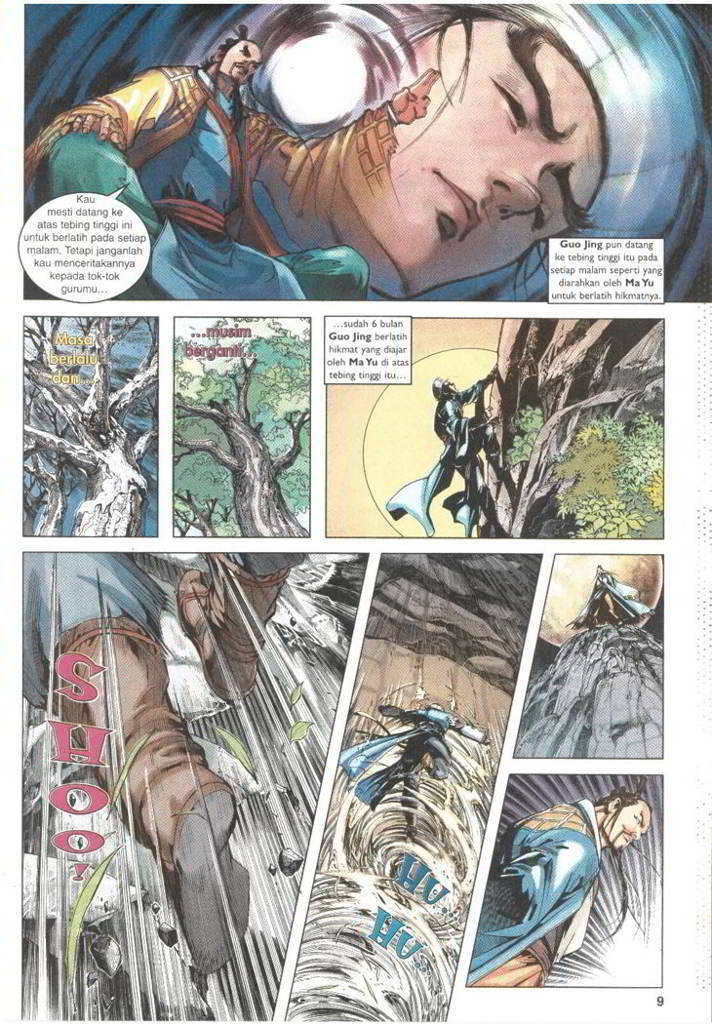 Kau
mesti datang ke
atas tebing tinggi ini
untuk berlatih pada setiap
malam. Tetapi janganlah
kau menceritakannya
kepada tok-tok
gurumu...
Guo Jing pun datang
ke tebing tinggi itu pada
setiap malam seperti yang
diarahkan oleh Ma Yu
untuk berlatih hikmatnya.
Masa
berlalu
dan...
...musim
berganti...
...sudah 6 bulan
Guo Jing berlatih
hikmat yang diajar
oleh Ma Yu di atas
tebing tinggi itu...
SHOO!
AH
AH
9